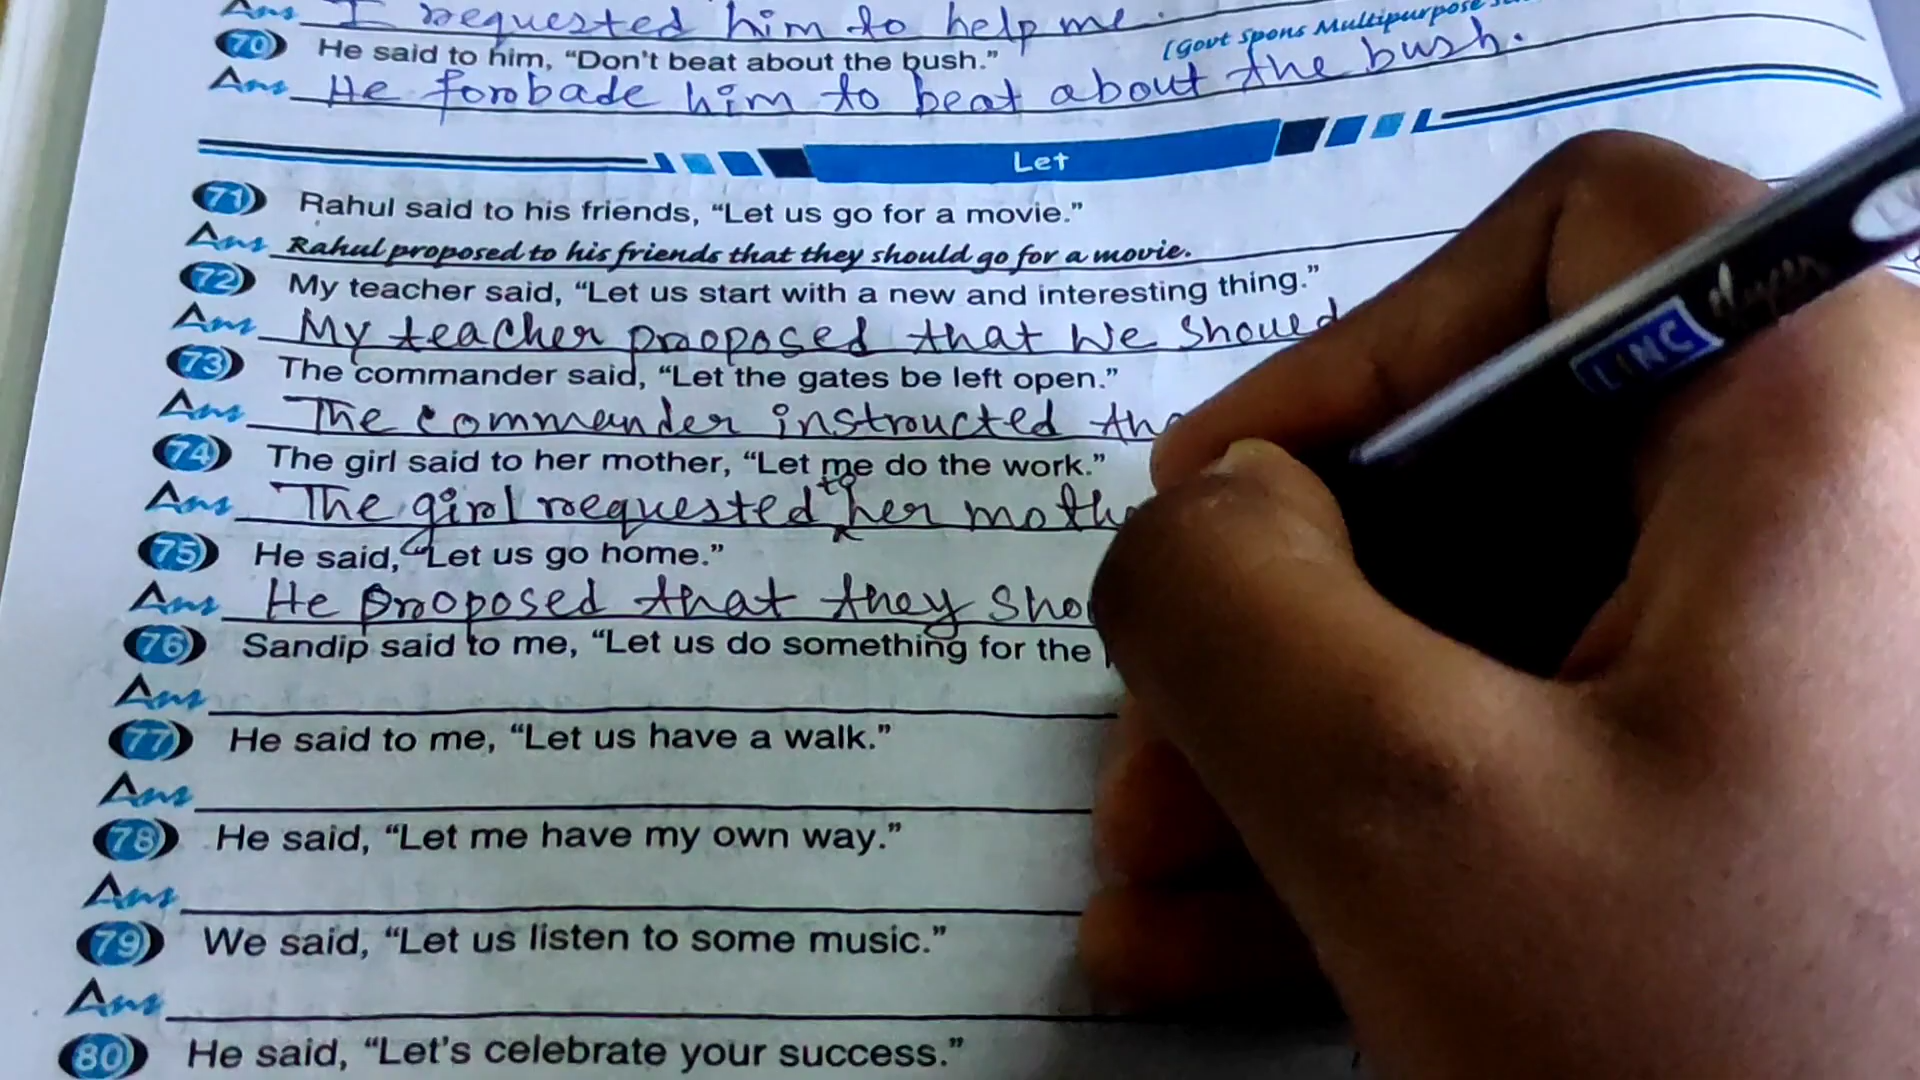 Ans I requested him to help me.
(Govt Spons Multipurpose
70 He said to him, “Don't beat about the bush.”
Ans He forbade him to beat about the bush.
Let
71 Rahul said to his friends, “Let us go for a movie.”
Ans Rahul proposed to his friends that they should go for a movie.
72 My teacher said, “Let us start with a new and interesting thing.”
Ans My teacher proposed that we should
73 The commander said, “Let the gates be left open.”
Ans The commander instructed
74 The girl said to her mother, “Let me do the work.”
Ans The girl requested to her
75 He said, “Let us go home.”
Ans He proposed that they
76 Sandip said to me, “Let us do something for the
Ans
77 He said to me, “Let us have a walk.”
Ans
78 He said, “Let me have my own way.”
Ans
79 We said, “Let us listen to some music.”
Ans
80 He said, “Let's celebrate your success.”
LINC